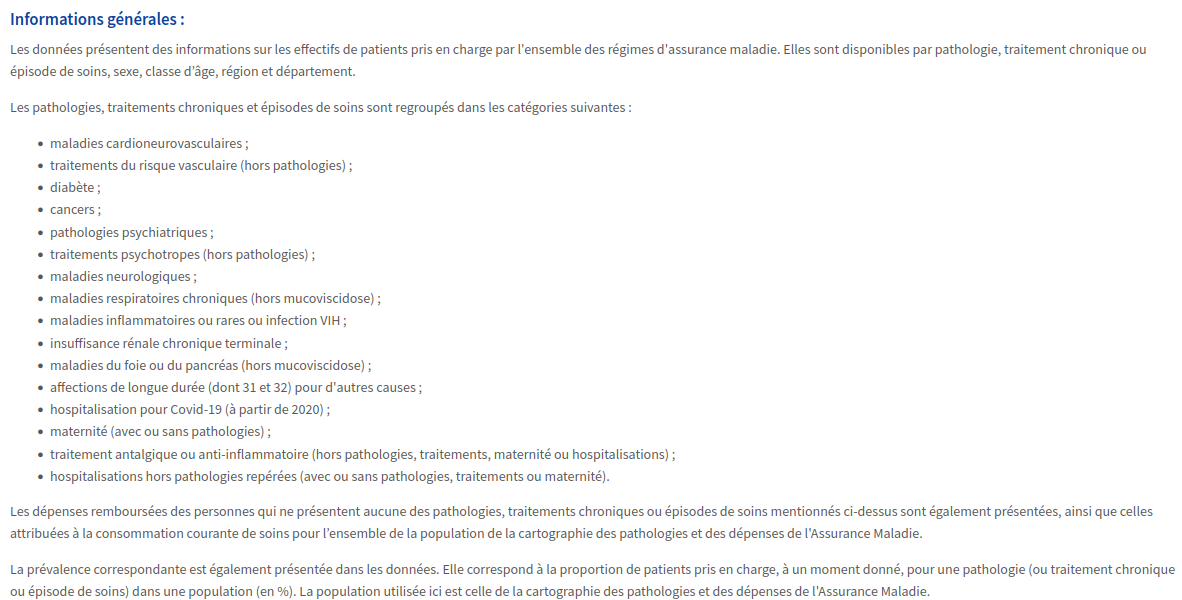 Informations générales :
Les données présentent des informations sur les effectifs de patients pris en charge par l'ensemble des régimes d'assurance maladie. Elles sont disponibles par pathologie, traitement chronique ou
épisode de soins, sexe, classe d’âge, région et département.
Les pathologies, traitements chroniques et épisodes de soins sont regroupés dans les catégories suivantes :
• maladies cardioneurovasculaires ;
• traitements du risque vasculaire (hors pathologies) ;
• diabète ;
• cancers ;
• pathologies psychiatriques ;
• traitements psychotropes (hors pathologies) ;
• maladies neurologiques ;
• maladies respiratoires chroniques (hors mucoviscidose) ;
• maladies inflammatoires ou rares ou infection VIH ;
• insuffisance rénale chronique terminale ;
• maladies du foie ou du pancréas (hors mucoviscidose) ;
• affections de longue durée (dont 31 et 32) pour d'autres causes ;
• hospitalisation pour Covid-19 (à partir de 2020) ;
• maternité (avec ou sans pathologies) ;
• traitement antalgique ou anti-inflammatoire (hors pathologies, traitements, maternité ou hospitalisations) ;
• hospitalisations hors pathologies repérées (avec ou sans pathologies, traitements ou maternité).
Les dépenses remboursées des personnes qui ne présentent aucune des pathologies, traitements chroniques ou épisodes de soins mentionnés ci-dessus sont également présentées, ainsi que celles
attribuées à la consommation courante de soins pour l’ensemble de la population de la cartographie des pathologies et des dépenses de l'Assurance Maladie.
La prévalence correspondante est également présentée dans les données. Elle correspond à la proportion de patients pris en charge, à un moment donné, pour une pathologie (ou traitement chronique
ou épisode de soins) dans une population (en %). La population utilisée ici est celle de la cartographie des pathologies et des dépenses de l'Assurance Maladie.